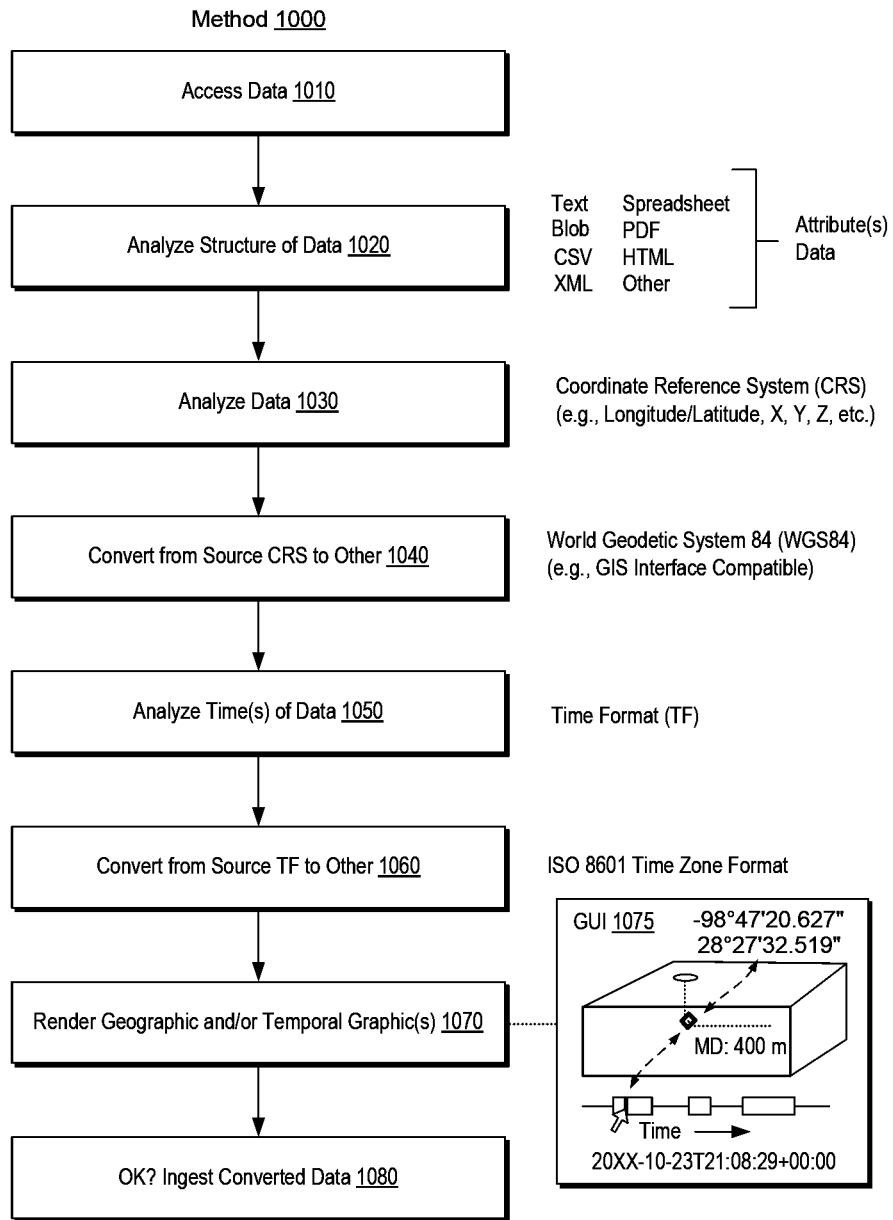 Method 1000
Access Data 1010
Analyze Structure of Data 1020
Text Spreadsheet
Blob PDF
CSV HTML
XML Other
Attribute(s)
Data
Analyze Data 1030
Coordinate Reference System (CRS)
(e.g., Longitude/Latitude, X, Y, Z, etc.)
Convert from Source CRS to Other 1040
World Geodetic System 84 (WGS84)
(e.g., GIS Interface Compatible)
Analyze Time(s) of Data 1050
Time Format (TF)
Convert from Source TF to Other 1060
ISO 8601 Time Zone Format
Render Geographic and/or Temporal Graphic(s) 1070
GUI 1075
-98°47'20.627"
28°27'32.519"
MD: 400 m
Time
20XX-10-23T21:08:29+00:00
OK? Ingest Converted Data 1080